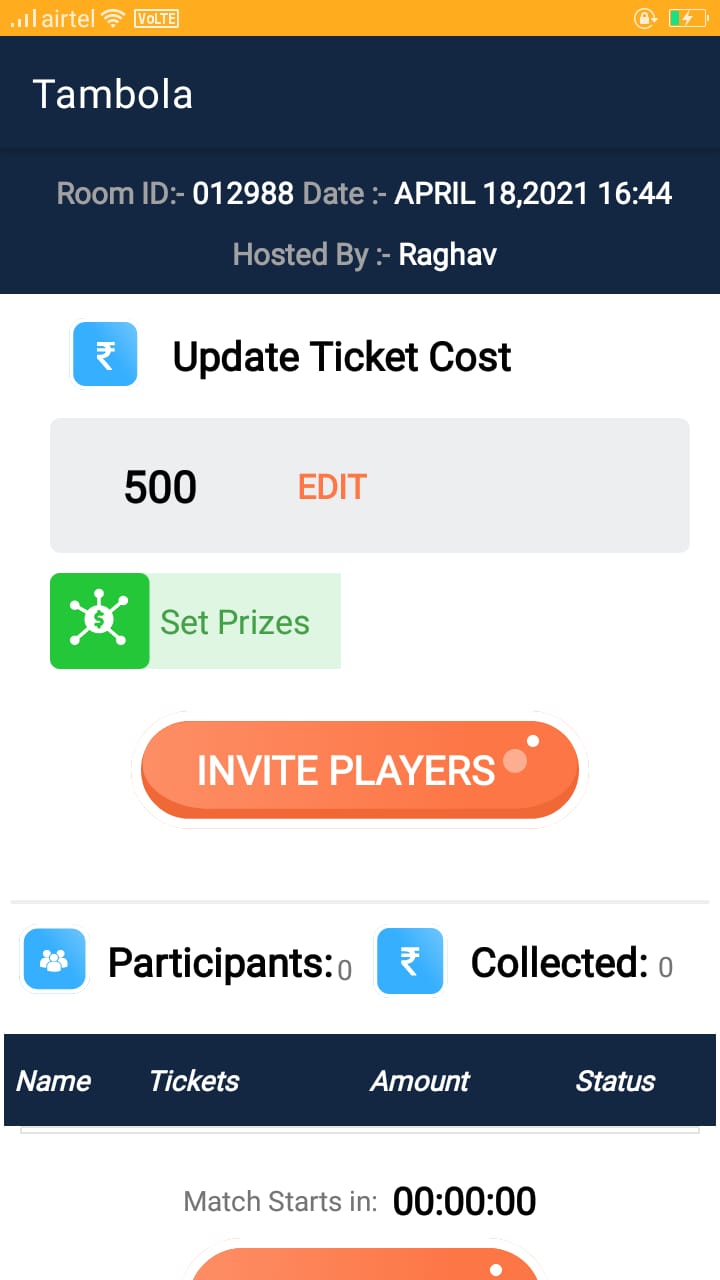 airtel VoLTE
Tambola
Room ID:- 012988 Date :- APRIL 18,2021 16:44
Hosted By :- Raghav
₹ Update Ticket Cost
500 EDIT
$ Set Prizes
INVITE PLAYERS
Participants: 0 ₹ Collected: 0
Name Tickets Amount Status
Match Starts in: 00:00:00